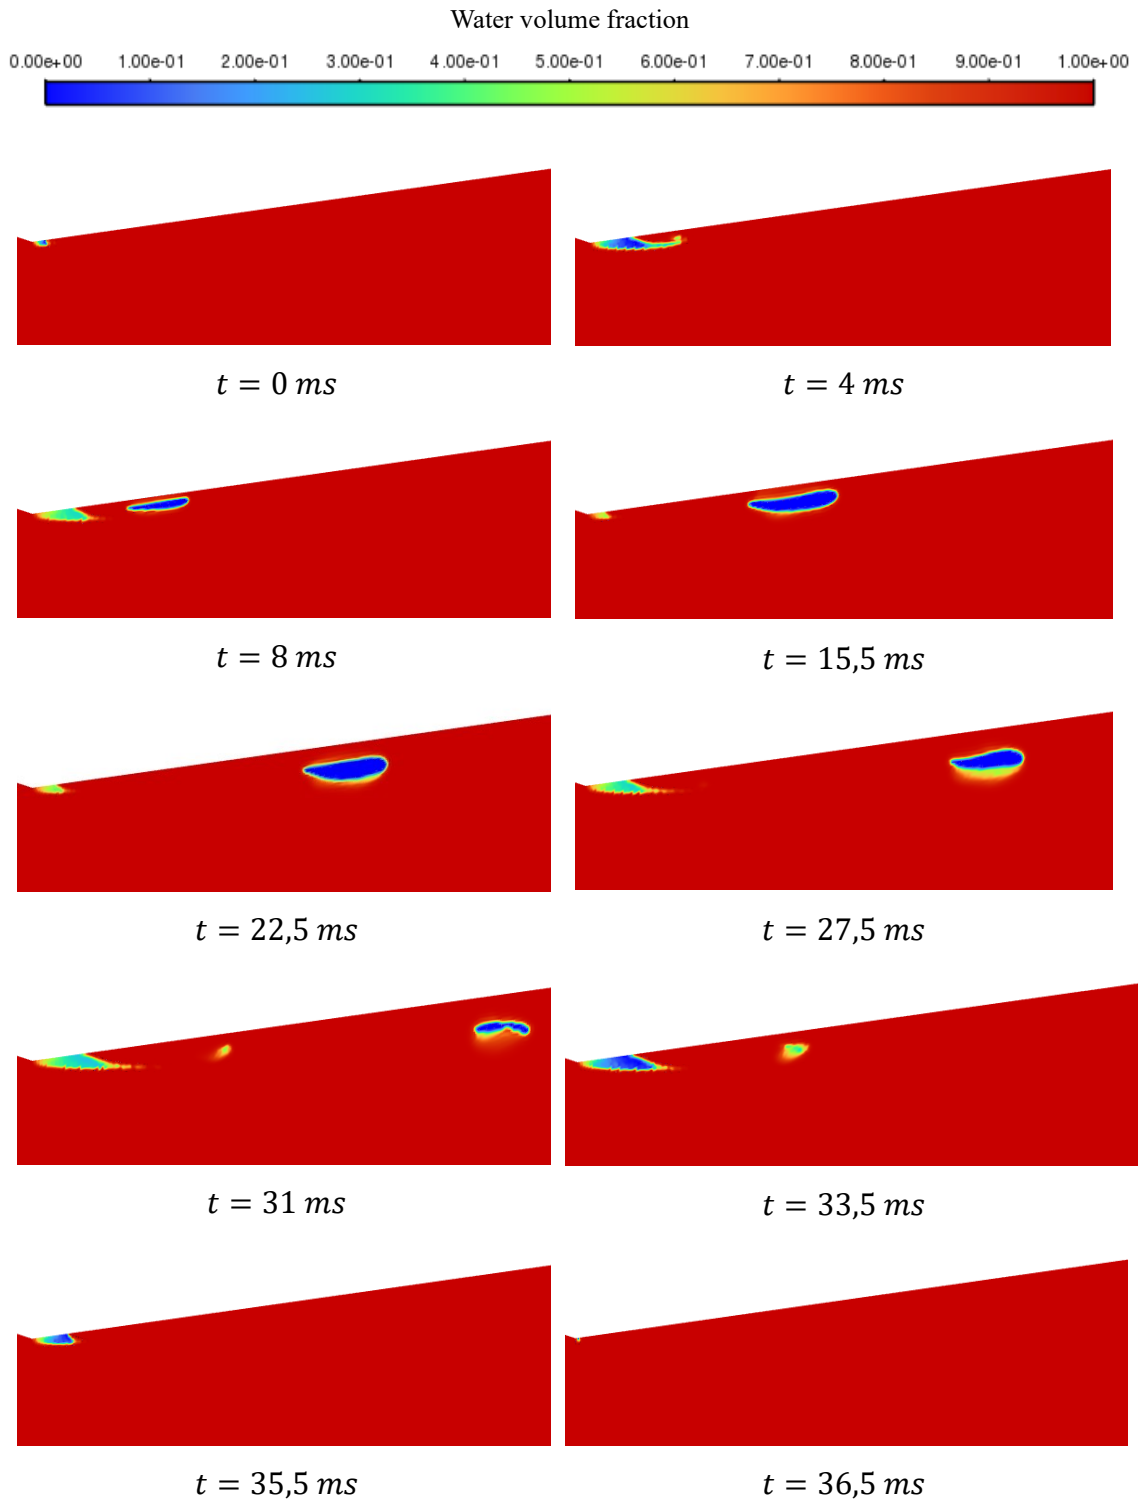 Water volume fraction
0.00e+00 1.00e-01 2.00e-01 3.00e-01 4.00e-01 5.00e-01 6.00e-01 7.00e-01 8.00e-01 9.00e-01 1.00e+00
t = 0 ms
t = 4 ms
t = 8 ms
t = 15,5 ms
t = 22,5 ms
t = 27,5 ms
t = 31 ms
t = 33,5 ms
t = 35,5 ms
t = 36,5 ms